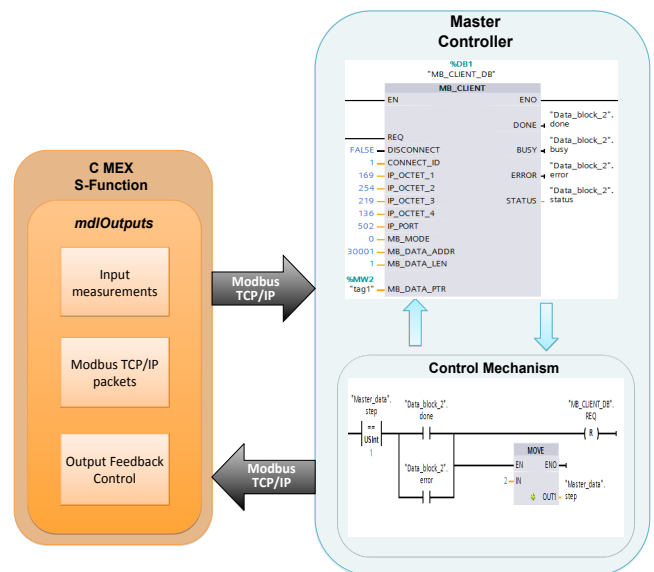 C MEX
S-Function
mdlOutputs
Input
measurements
Modbus TCP/IP
packets
Output Feedback
Control
Modbus
TCP/IP
Modbus
TCP/IP
Master
Controller
%DB1
"MB_CLIENT_DB"
MB_CLIENT
EN ENO
DONE "Data_block_2".
done
REQ
FALSE DISCONNECT BUSY "Data_block_2".
busy
1 CONNECT_ID
169 IP_OCTET_1 ERROR "Data_block_2".
error
254 IP_OCTET_2
219 IP_OCTET_3 STATUS "Data_block_2".
status
136 IP_OCTET_4
502 IP_PORT
0 MB_MODE
30001 MB_DATA_ADDR
1 MB_DATA_LEN
%MW2
"tag1" MB_DATA_PTR
Control Mechanism
"Master_data".
step
==
USInt
1
"Data_block_2".
done
"MB_CLIENT_DB".
REQ
R
"Data_block_2".
error
MOVE
EN ENO
2 IN
OUT1 "Master_data".
step